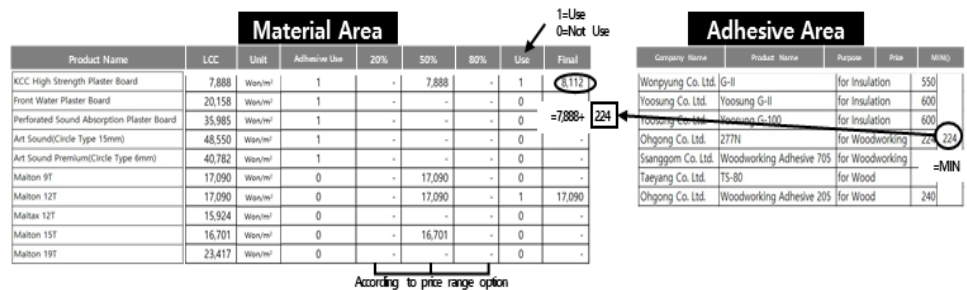 1=Use
0=Not Use
Material Area
Adhesive Area
Product Name LCC Unit Adhesive Use 20% 50% 80% Use Final
KCC High Strength Plaster Board 7,888 Won/m² 1 - 7,888 - 1 8,112
Front Water Plaster Board 20,158 Won/m² 1 - - - 0 -
Perforated Sound Absorption Plaster Board 35,985 Won/m² 1 - - - 0
Art Sound(Circle Type 15mm) 48,550 Won/m² 1 - - - 0 -
Art Sound Premium(Circle Type 6mm) 40,782 Won/m² 1 - - - 0 -
Maiton 9T 17,090 Won/m² 0 - 17,090 - 0 -
Maiton 12T 17,090 Won/m² 0 - 17,090 - 1 17,090
Maitax 12T 15,924 Won/m² 0 - - - 0 -
Maiton 15T 16,701 Won/m² 0 - 16,701 - 0 -
Maiton 19T 23,417 Won/m² 0 - - - 0 -
According to price range option
=7,888+ 224
Company Name Product Name Purpose Price MIN()
Wonpyung Co. Ltd. G-II for Insulation 550
Yoosung Co. Ltd. Yoosung G-II for Insulation 600
Yoosung Co. Ltd. Yoosung G-100 for Insulation 600
Ohgong Co. Ltd. 277N for Woodworking 224 224
Ssanggom Co. Ltd. Woodworking Adhesive 705 for Woodworking
Taeyang Co. Ltd. TS-80 for Wood
Ohgong Co. Ltd. Woodworking Adhesive 205 for Wood 240
=MIN